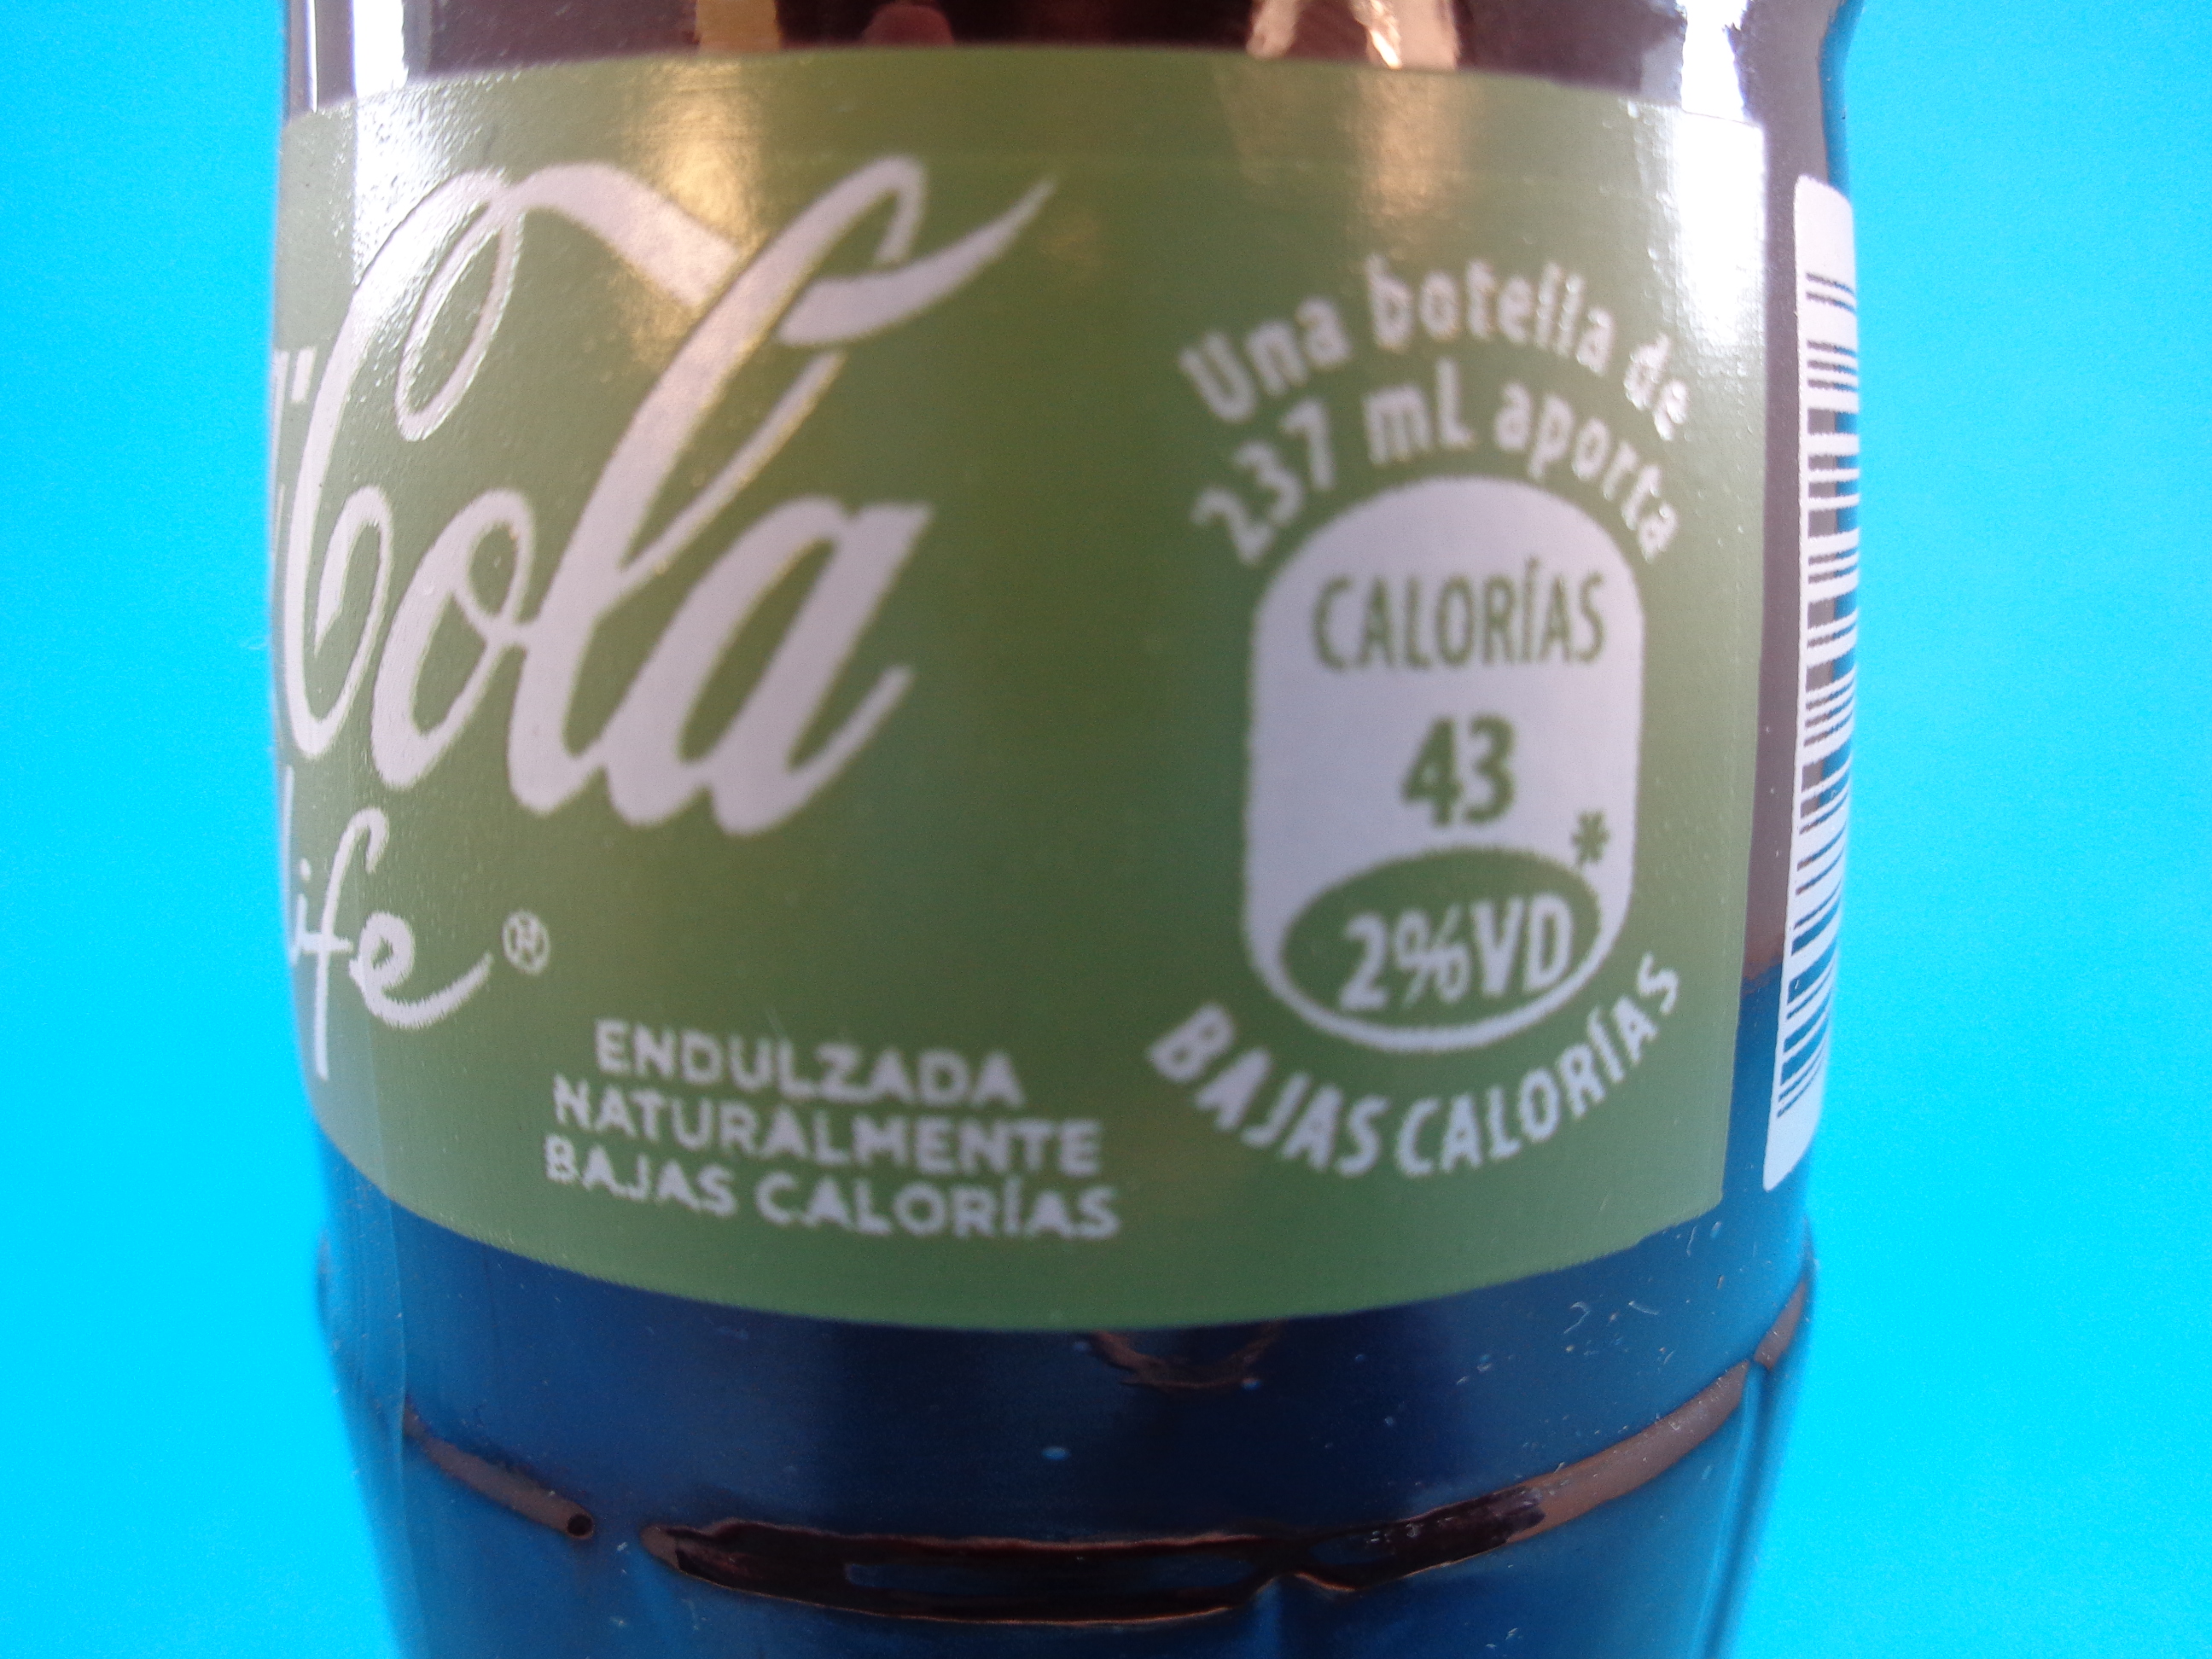 Cola
life®
ENDULZADA
NATURALMENTE
BAJAS CALORÍAS
Una botella de
237 mL aporta
CALORÍAS
43
*
2%VD
BAJAS CALORÍAS